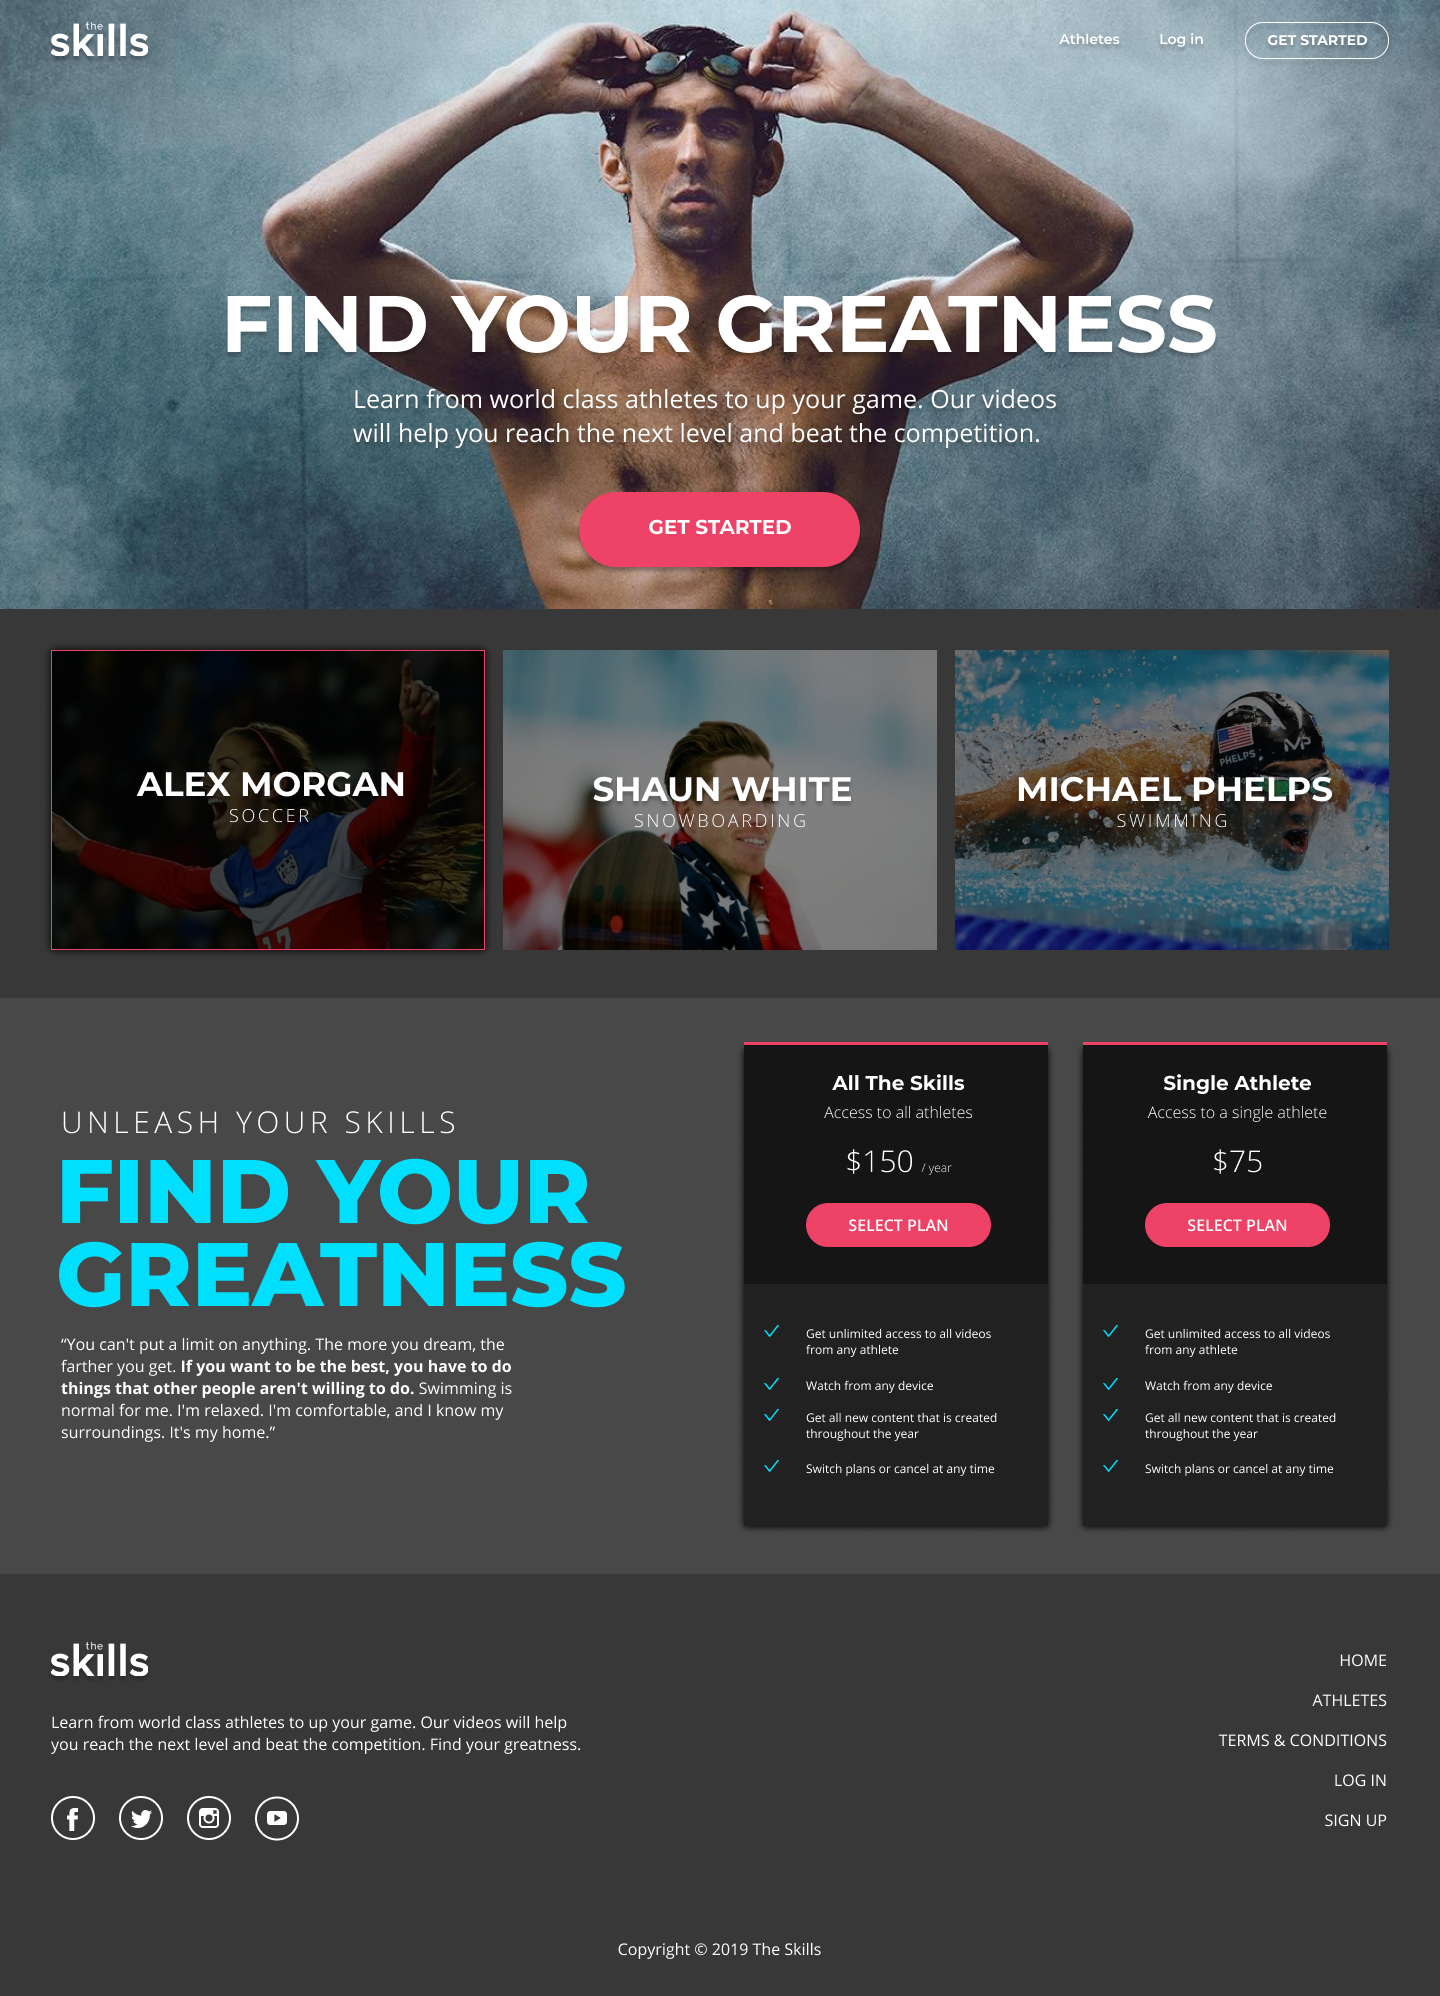 the
skills
Athletes
Log in
GET STARTED
FIND YOUR GREATNESS
Learn from world class athletes to up your game. Our videos
will help you reach the next level and beat the competition.
GET STARTED
ALEX MORGAN
SOCCER
17
SHAUN WHITE
SNOWBOARDING
PHELPS
MP
MICHAEL PHELPS
SWIMMING
UNLEASH YOUR SKILLS
FIND YOUR
GREATNESS
“You can't put a limit on anything. The more you dream, the
farther you get. If you want to be the best, you have to do
things that other people aren't willing to do. Swimming is
normal for me. I'm relaxed. I'm comfortable, and I know my
surroundings. It's my home.”
All The Skills
Access to all athletes
$150 / year
SELECT PLAN
Get unlimited access to all videos
from any athlete
Watch from any device
Get all new content that is created
throughout the year
Switch plans or cancel at any time
Single Athlete
Access to a single athlete
$75
SELECT PLAN
Get unlimited access to all videos
from any athlete
Watch from any device
Get all new content that is created
throughout the year
Switch plans or cancel at any time
the
skills
Learn from world class athletes to up your game. Our videos will help
you reach the next level and beat the competition. Find your greatness.
HOME
ATHLETES
TERMS & CONDITIONS
LOG IN
SIGN UP
Copyright © 2019 The Skills